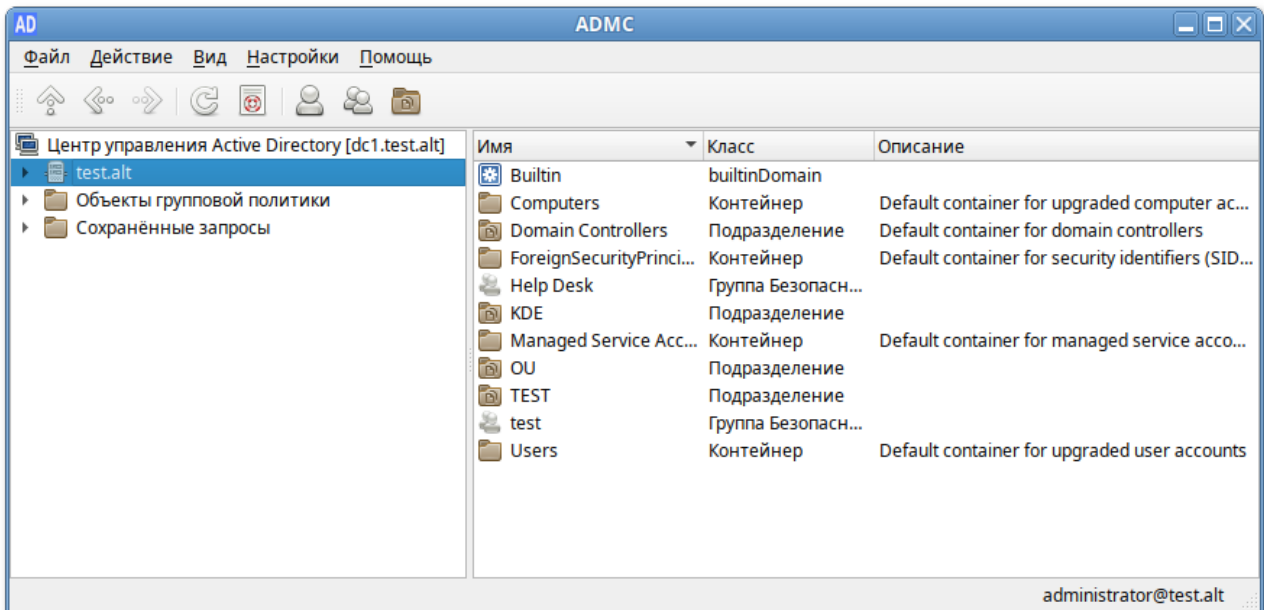 AD ADMC
Файл Действие Вид Настройки Помощь
Центр управления Active Directory [dc1.test.alt]
test.alt
Объекты групповой политики
Сохранённые запросы
Имя Класс Описание
Builtin builtinDomain
Computers Контейнер Default container for upgraded computer ac...
Domain Controllers Подразделение Default container for domain controllers
ForeignSecurityPrinci... Контейнер Default container for security identifiers (SID...
Help Desk Группа Безопасн...
KDE Подразделение
Managed Service Acc... Контейнер Default container for managed service acco...
OU Подразделение
TEST Подразделение
test Группа Безопасн...
Users Контейнер Default container for upgraded user accounts
administrator@test.alt